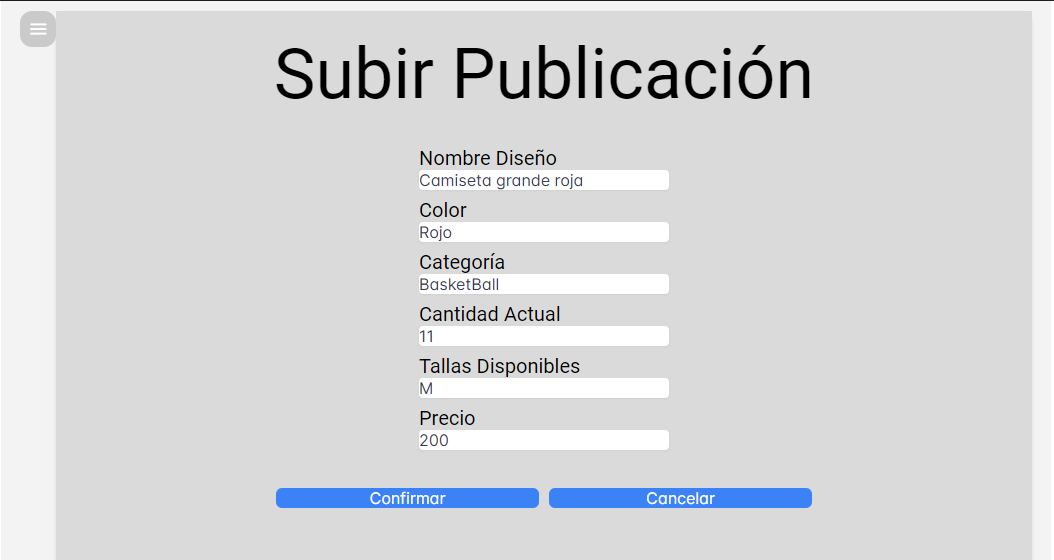 Subir Publicación
Nombre Diseño
Camiseta grande roja
Color
Rojo
Categoría
BasketBall
Cantidad Actual
11
Tallas Disponibles
M
Precio
200
Confirmar
Cancelar